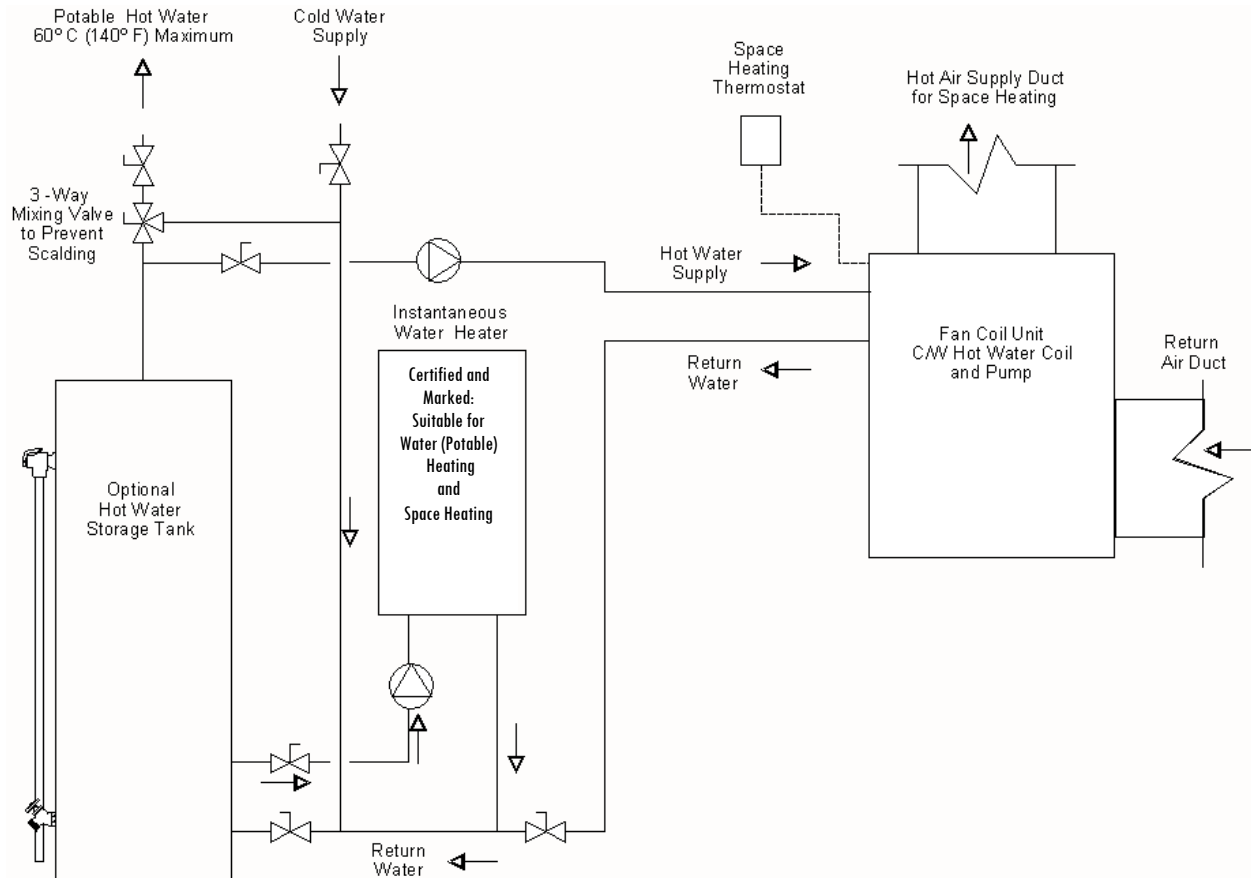 Potable Hot Water
60° C (140° F) Maximum
Cold Water
Supply
Space
Heating
Thermostat
Hot Air Supply Duct
for Space Heating
3 -Way
Mixing Valve
to Prevent
Scalding
Hot Water
Supply
Instantaneous
Water Heater
Certified and
Marked:
Suitable for
Water (Potable)
Heating
and
Space Heating
Return
Water
Fan Coil Unit
C/W Hot Water Coil
and Pump
Return
Air Duct
Optional
Hot Water
Storage Tank
Return
Water